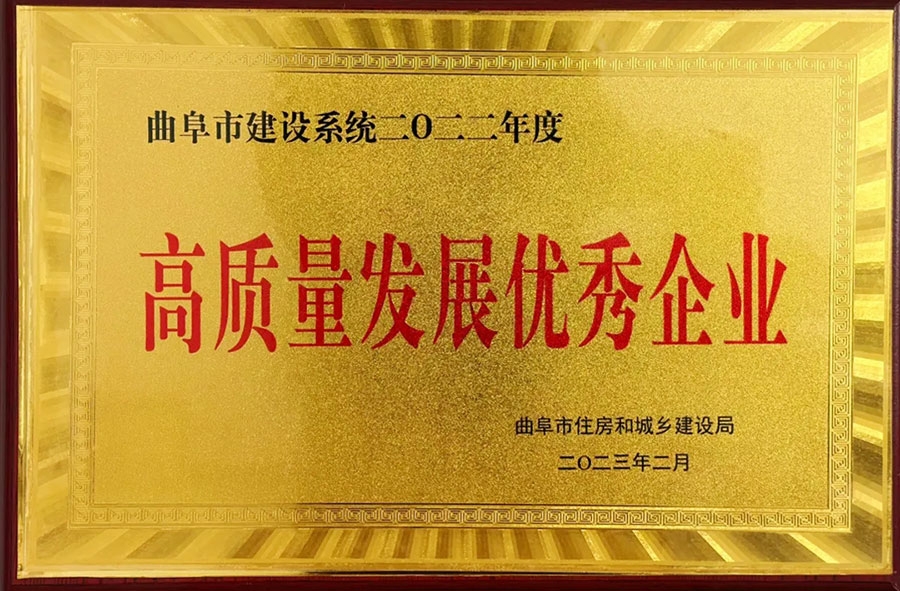 曲阜市建设系统二O二二年度
高质量发展优秀企业
曲阜市住房和城乡建设局
二O二三年二月